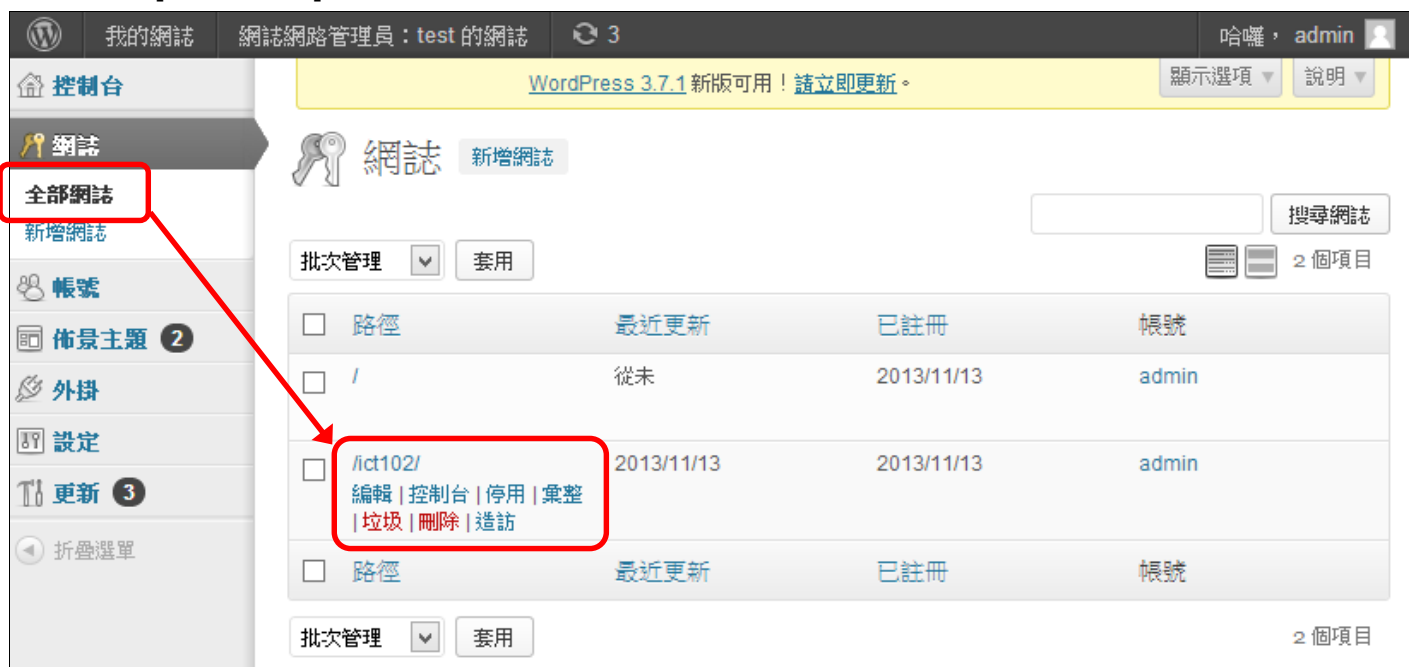 我的網誌 網誌網路管理員：test 的網誌 3 哈囉， admin
WordPress 3.7.1 新版可用！請立即更新。
顯示選項 說明
控制台
網誌
全部網誌
新增網誌
帳號
佈景主題 2
外掛
設定
更新 3
折疊選單
網誌 新增網誌
搜尋網誌
批次管理 套用 2 個項目
路徑 最近更新 已註冊 帳號
/ 從未 2013/11/13 admin
/ict102/ 2013/11/13 2013/11/13 admin
編輯 | 控制台 | 停用 | 彙整
| 垃圾 | 刪除 | 造訪
路徑 最近更新 已註冊 帳號
批次管理 套用 2 個項目